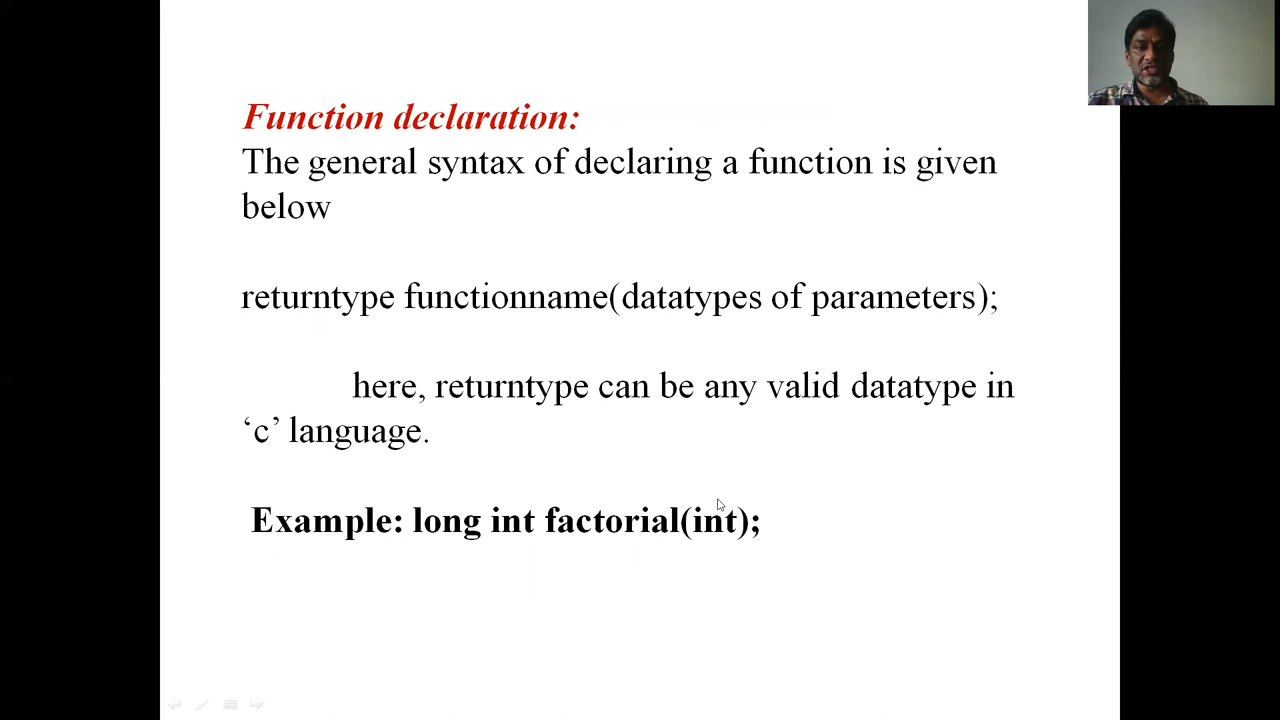 Function declaration:
The general syntax of declaring a function is given
below
returntype functionname(datatypes of parameters);
here, returntype can be any valid datatype in
‘c’ language.
Example: long int factorial(int);